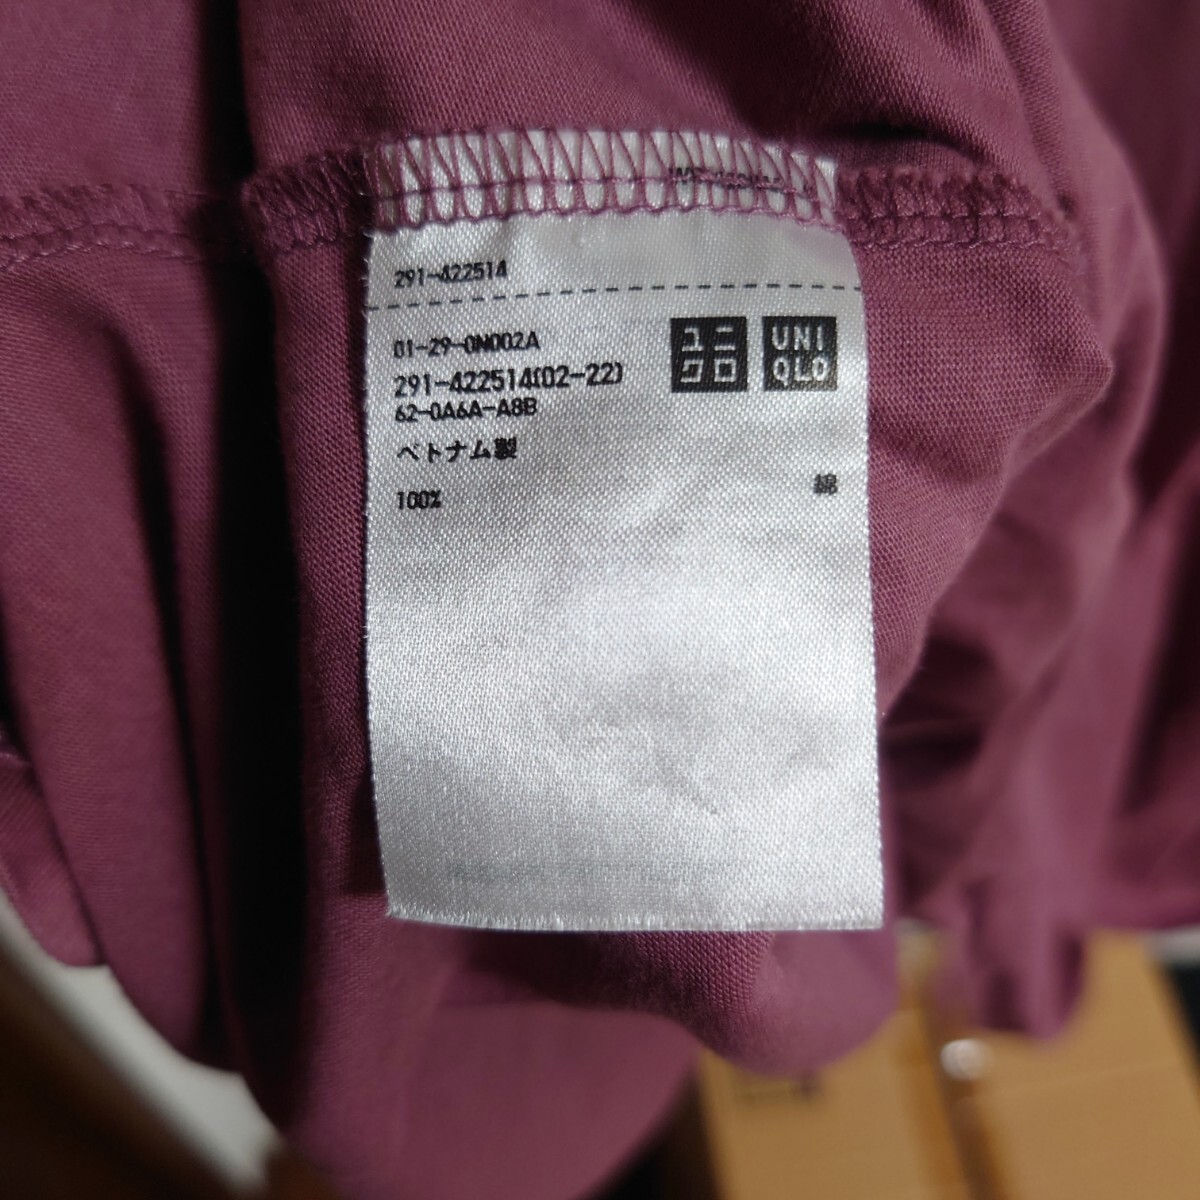 291-422514
01-29-0N002A
291-422514(02-22)
62-0A6A-A8B
ベトナム製
100% 綿
ユニ
クロ
UNI
QLO